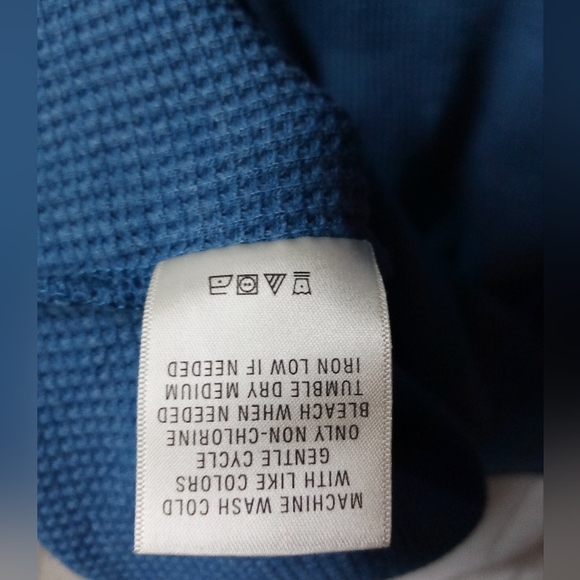 MACHINE WASH COLD
WITH LIKE COLORS
GENTLE CYCLE
ONLY NON-CHLORINE
BLEACH WHEN NEEDED
TUMBLE DRY MEDIUM
IRON LOW IF NEEDED